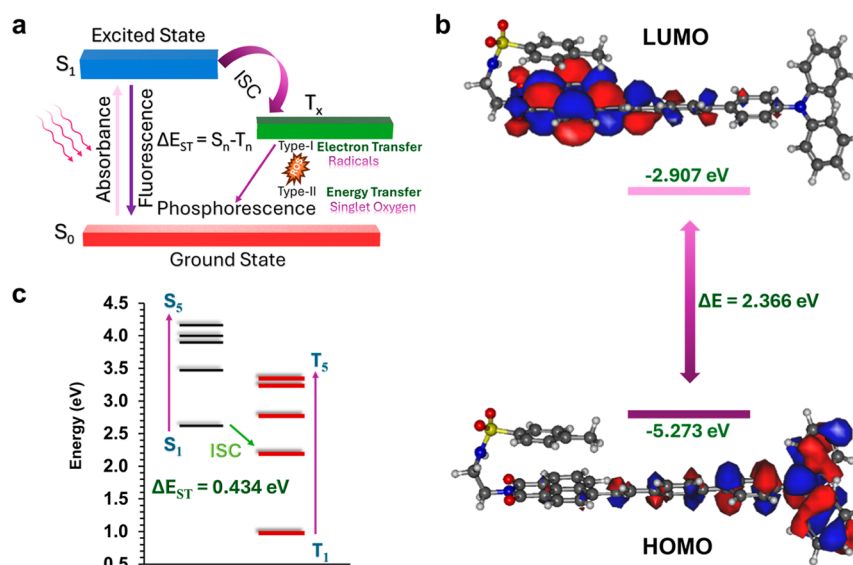 a
Excited State
S1
ISC
Tx
Absorbance
Fluorescence
ΔEST = Sn-Tn
Type-I Electron Transfer
Radicals
ROS
Type-II Energy Transfer
Singlet Oxygen
Phosphorescence
S0
Ground State
b
LUMO
-2.907 eV
ΔE = 2.366 eV
-5.273 eV
HOMO
c
Energy (eV)
4.5
4.0
3.5
3.0
2.5
2.0
1.5
1.0
0.5
S5
S1
T5
ISC
ΔEST = 0.434 eV
T1